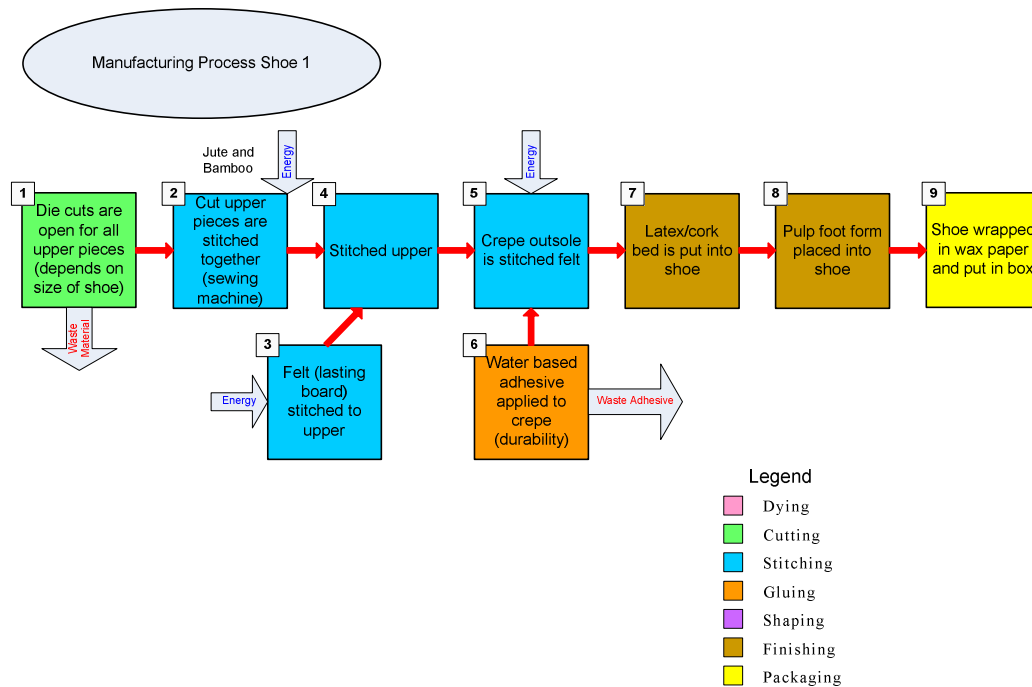 Manufacturing Process Shoe 1
Jute and
Bamboo
Energy
Energy
1
Die cuts are
open for all
upper pieces
(depends on
size of shoe)
2
Cut upper
pieces are
stitched
together
(sewing
machine)
4
Stitched upper
5
Crepe outsole
is stitched felt
7
Latex/cork
bed is put into
shoe
8
Pulp foot form
placed into
shoe
9
Shoe wrapped
in wax paper
and put in box
Waste
Material
3
Felt (lasting
board)
stitched to
upper
Energy
6
Water based
adhesive
applied to
crepe
(durability)
Waste Adhesive
Legend
Dying
Cutting
Stitching
Gluing
Shaping
Finishing
Packaging